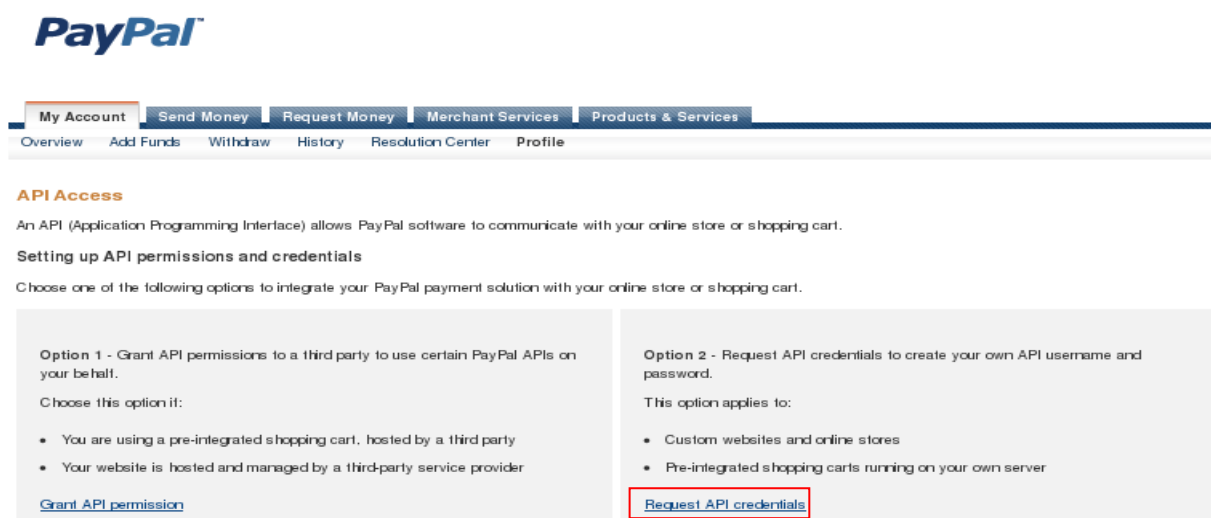 PayPal™
My Account Send Money Request Money Merchant Services Products & Services
Overview Add Funds Withdraw History Resolution Center Profile
API Access
An API (Application Programming Interface) allows PayPal software to communicate with your online store or shopping cart.
Setting up API permissions and credentials
Choose one of the following options to integrate your PayPal payment solution with your online store or shopping cart.
Option 1 - Grant API permissions to a third party to use certain PayPal APIs on
your behalf.
Choose this option if:
• You are using a pre-integrated shopping cart, hosted by a third party
• Your website is hosted and managed by a third-party service provider
Grant API permission
Option 2 - Request API credentials to create your own API username and
password.
This option applies to:
• Custom websites and online stores
• Pre-integrated shopping carts running on your own server
Request API credentials